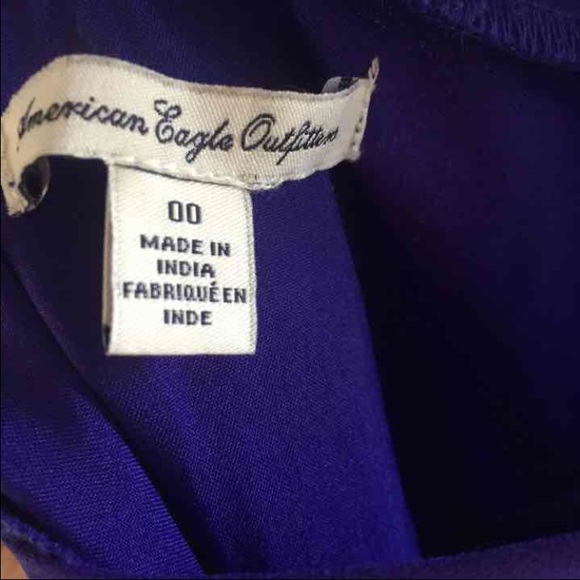 American Eagle Outfitters
00
MADE IN
INDIA
FABRIQUÉ EN
INDE